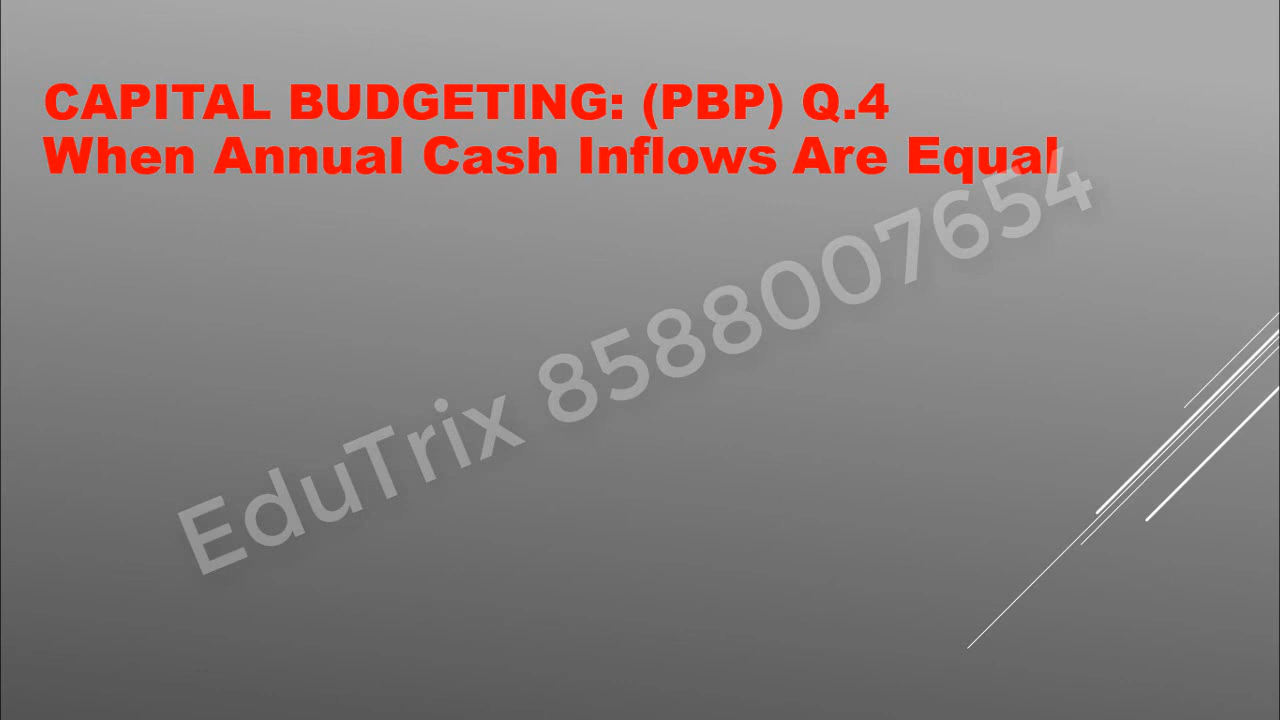 CAPITAL BUDGETING: (PBP) Q.4
When Annual Cash Inflows Are Equal
EduTrix 8588007654